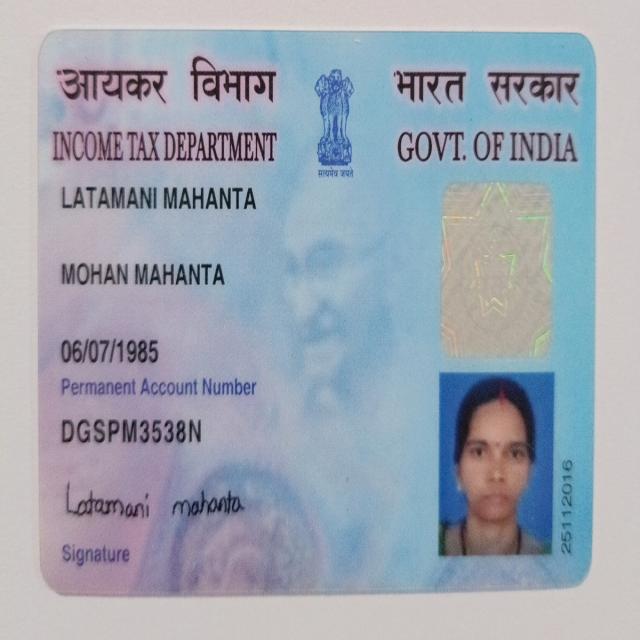 आयकर विभाग
भारत सरकार
INCOME TAX DEPARTMENT
GOVT. OF INDIA
सत्यमेव जयते
LATAMANI MAHANTA
MOHAN MAHANTA
06/07/1985
Permanent Account Number
DGSPM3538N
Latamani mahanta
Signature
25112016